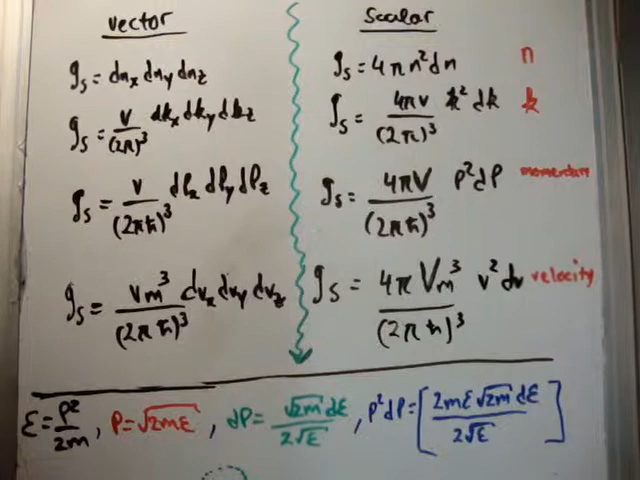 vector
scalar
g_s = dn_x dn_y dn_z
g_s = 4πn²dn n
g_s = V/(2π)³ dk_x dk_y dk_z
g_s = 4πV/(2π)³ k² dk k
g_s = V/(2πħ)³ dP_x dP_y dP_z
g_s = 4πV/(2πħ)³ P²dP momentum
g_s = Vm³/(2πħ)³ dv_x dv_y dv_z
g_s = 4πVm³/(2πħ)³ v²dv velocity
ε = P²/2m, P = √2mε, dP = √2m dε/2√ε, P²dP = [2mε√2m dε/2√ε]